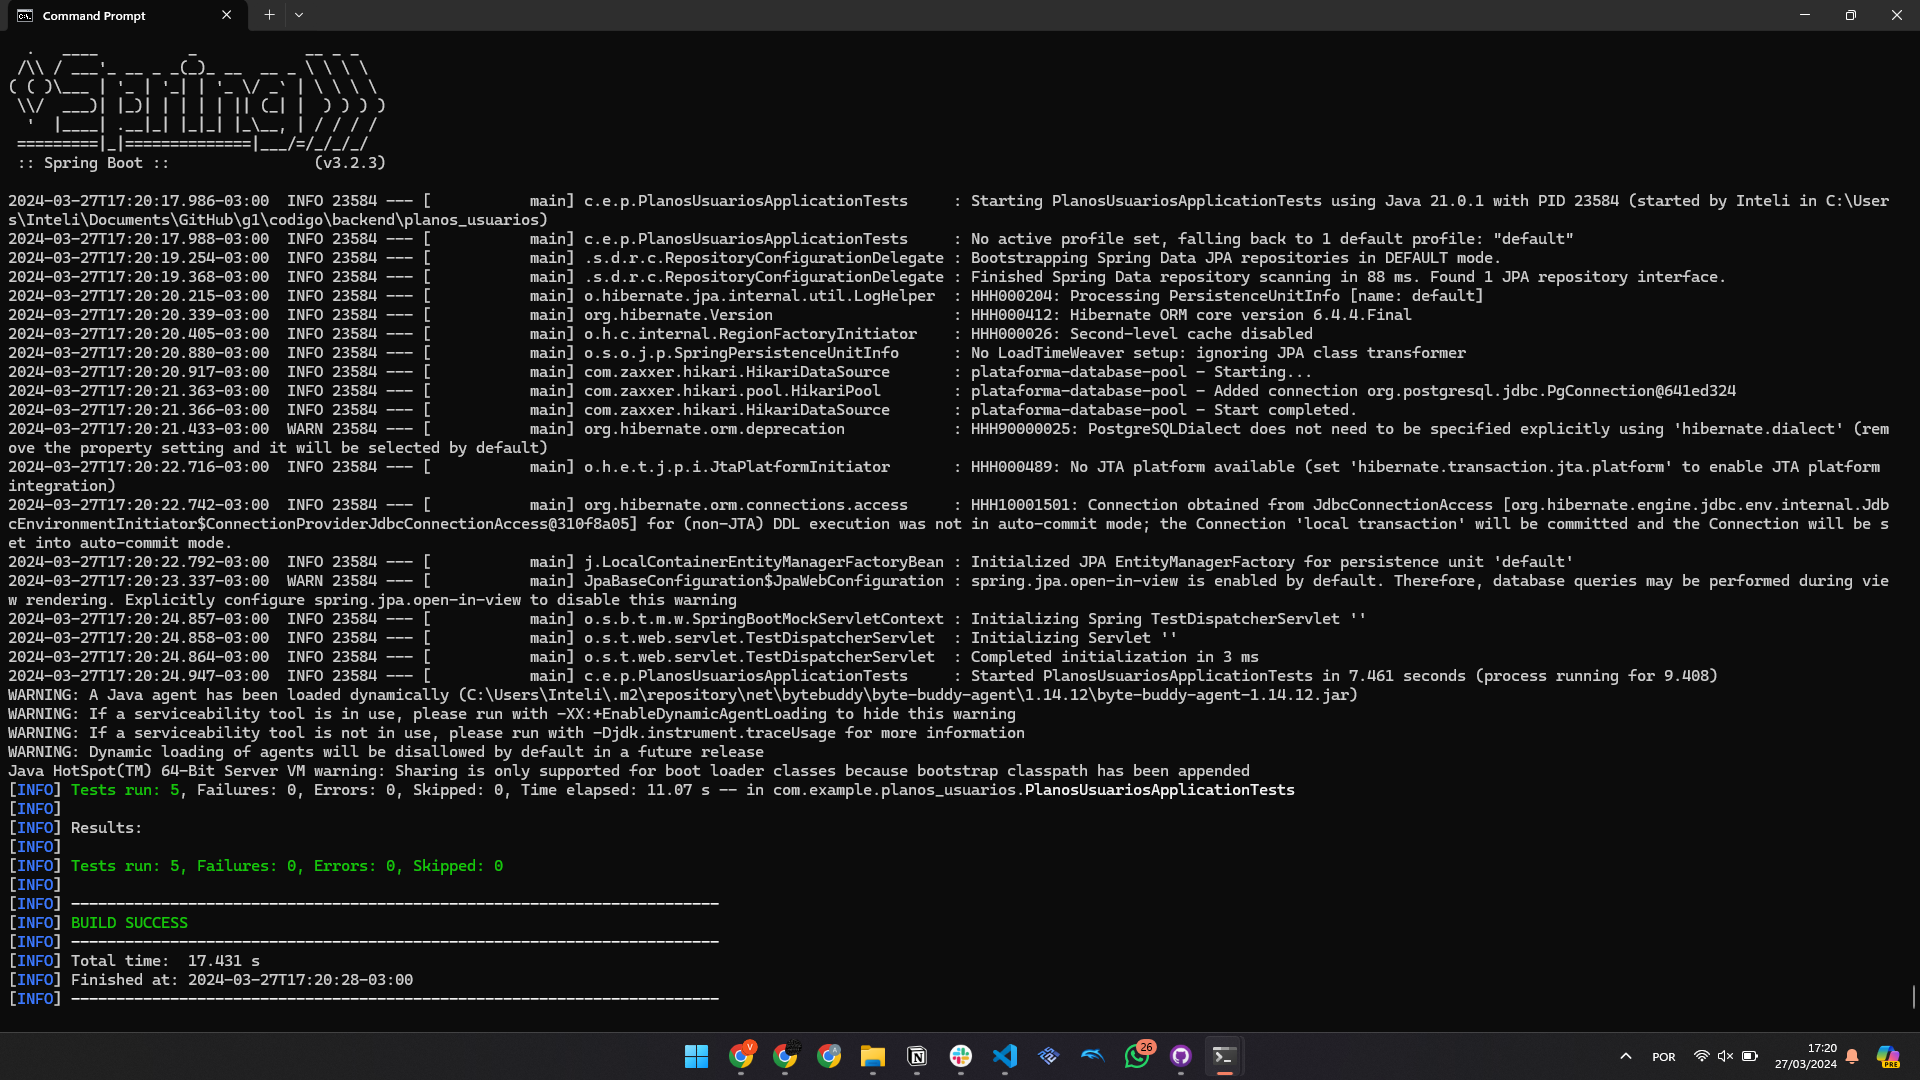 Command Prompt
  .   ____          _            __ _ _
 /\\ / ___'_ __ _ _(_)_ __  __ _ \ \ \ \
( ( )\___ | '_ | '_| | '_ \/ _` | \ \ \ \
 \\/  ___)| |_)| | | | | || (_| |  ) ) ) )
  '  |____| .__|_| |_|_| |_\__, | / / / /
 =========|_|==============|___/=/_/_/_/
 :: Spring Boot ::                (v3.2.3)
2024-03-27T17:20:17.986-03:00  INFO 23584 --- [           main] c.e.p.PlanosUsuariosApplicationTests     : Starting PlanosUsuariosApplicationTests using Java 21.0.1 with PID 23584 (started by Inteli in C:\User
s\Inteli\Documents\GitHub\g1\codigo\backend\planos_usuarios)
2024-03-27T17:20:17.988-03:00  INFO 23584 --- [           main] c.e.p.PlanosUsuariosApplicationTests     : No active profile set, falling back to 1 default profile: "default"
2024-03-27T17:20:19.254-03:00  INFO 23584 --- [           main] .s.d.r.c.RepositoryConfigurationDelegate : Bootstrapping Spring Data JPA repositories in DEFAULT mode.
2024-03-27T17:20:19.368-03:00  INFO 23584 --- [           main] .s.d.r.c.RepositoryConfigurationDelegate : Finished Spring Data repository scanning in 88 ms. Found 1 JPA repository interface.
2024-03-27T17:20:20.215-03:00  INFO 23584 --- [           main] o.hibernate.jpa.internal.util.LogHelper  : HHH000204: Processing PersistenceUnitInfo [name: default]
2024-03-27T17:20:20.339-03:00  INFO 23584 --- [           main] org.hibernate.Version                    : HHH000412: Hibernate ORM core version 6.4.4.Final
2024-03-27T17:20:20.405-03:00  INFO 23584 --- [           main] o.h.c.internal.RegionFactoryInitiator    : HHH000026: Second-level cache disabled
2024-03-27T17:20:20.880-03:00  INFO 23584 --- [           main] o.s.o.j.p.SpringPersistenceUnitInfo      : No LoadTimeWeaver setup: ignoring JPA class transformer
2024-03-27T17:20:20.917-03:00  INFO 23584 --- [           main] com.zaxxer.hikari.HikariDataSource       : plataforma-database-pool - Starting...
2024-03-27T17:20:21.363-03:00  INFO 23584 --- [           main] com.zaxxer.hikari.pool.HikariPool        : plataforma-database-pool - Added connection org.postgresql.jdbc.PgConnection@641ed324
2024-03-27T17:20:21.366-03:00  INFO 23584 --- [           main] com.zaxxer.hikari.HikariDataSource       : plataforma-database-pool - Start completed.
2024-03-27T17:20:21.433-03:00  WARN 23584 --- [           main] org.hibernate.orm.deprecation            : HHH90000025: PostgreSQLDialect does not need to be specified explicitly using 'hibernate.dialect' (rem
ove the property setting and it will be selected by default)
2024-03-27T17:20:22.716-03:00  INFO 23584 --- [           main] o.h.e.t.j.p.i.JtaPlatformInitiator       : HHH000489: No JTA platform available (set 'hibernate.transaction.jta.platform' to enable JTA platform
integration)
2024-03-27T17:20:22.742-03:00  INFO 23584 --- [           main] org.hibernate.orm.connections.access     : HHH10001501: Connection obtained from JdbcConnectionAccess [org.hibernate.engine.jdbc.env.internal.Jdb
cEnvironmentInitiator$ConnectionProviderJdbcConnectionAccess@310f8a05] for (non-JTA) DDL execution was not in auto-commit mode; the Connection 'local transaction' will be committed and the Connection will be s
et into auto-commit mode.
2024-03-27T17:20:22.792-03:00  INFO 23584 --- [           main] j.LocalContainerEntityManagerFactoryBean : Initialized JPA EntityManagerFactory for persistence unit 'default'
2024-03-27T17:20:23.337-03:00  WARN 23584 --- [           main] JpaBaseConfiguration$JpaWebConfiguration : spring.jpa.open-in-view is enabled by default. Therefore, database queries may be performed during vie
w rendering. Explicitly configure spring.jpa.open-in-view to disable this warning
2024-03-27T17:20:24.857-03:00  INFO 23584 --- [           main] o.s.b.t.m.w.SpringBootMockServletContext : Initializing Spring TestDispatcherServlet ''
2024-03-27T17:20:24.858-03:00  INFO 23584 --- [           main] o.s.t.web.servlet.TestDispatcherServlet  : Initializing Servlet ''
2024-03-27T17:20:24.864-03:00  INFO 23584 --- [           main] o.s.t.web.servlet.TestDispatcherServlet  : Completed initialization in 3 ms
2024-03-27T17:20:24.947-03:00  INFO 23584 --- [           main] c.e.p.PlanosUsuariosApplicationTests     : Started PlanosUsuariosApplicationTests in 7.461 seconds (process running for 9.408)
WARNING: A Java agent has been loaded dynamically (C:\Users\Inteli\.m2\repository\net\bytebuddy\byte-buddy-agent\1.14.12\byte-buddy-agent-1.14.12.jar)
WARNING: If a serviceability tool is in use, please run with -XX:+EnableDynamicAgentLoading to hide this warning
WARNING: If a serviceability tool is not in use, please run with -Djdk.instrument.traceUsage for more information
WARNING: Dynamic loading of agents will be disallowed by default in a future release
Java HotSpot(TM) 64-Bit Server VM warning: Sharing is only supported for boot loader classes because bootstrap classpath has been appended
[INFO] Tests run: 5, Failures: 0, Errors: 0, Skipped: 0, Time elapsed: 11.07 s -- in com.example.planos_usuarios.PlanosUsuariosApplicationTests
[INFO]
[INFO] Results:
[INFO]
[INFO] Tests run: 5, Failures: 0, Errors: 0, Skipped: 0
[INFO]
[INFO] ------------------------------------------------------------------------
[INFO] BUILD SUCCESS
[INFO] ------------------------------------------------------------------------
[INFO] Total time:  17.431 s
[INFO] Finished at: 2024-03-27T17:20:28-03:00
[INFO] ------------------------------------------------------------------------
26
POR
17:20
27/03/2024
PRE